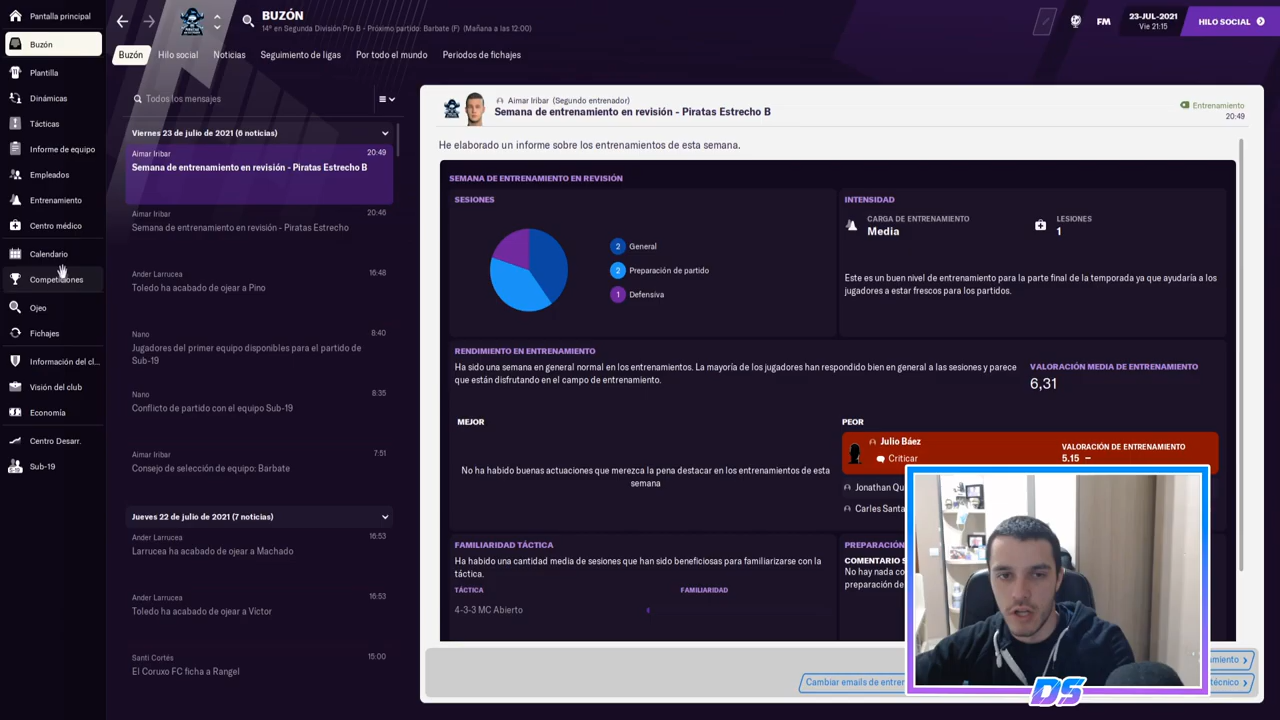 Pantalla principal
Buzón
Plantilla
Dinámicas
Tácticas
Informe de equipo
Empleados
Entrenamiento
Centro médico
Calendario
Competiciones
Ojeo
Fichajes
Información del cl...
Visión del club
Economía
Centro Desarr.
Sub-19
BUZÓN
14º en Segunda División Pro B - Próximo partido: Barbate (F) (Mañana a las 12:00)
FM
23-JUL-2021
Vie 21:15
HILO SOCIAL
Buzón
Hilo social
Noticias
Seguimiento de ligas
Por todo el mundo
Periodos de fichajes
Todos los mensajes
Viernes 23 de julio de 2021 (6 noticias)
Aimar Iribar 20:49
Semana de entrenamiento en revisión - Piratas Estrecho B
Aimar Iribar 20:46
Semana de entrenamiento en revisión - Piratas Estrecho
Ander Larrucea 16:48
Toledo ha acabado de ojear a Pino
Nano 8:40
Jugadores del primer equipo disponibles para el partido de
Sub-19
Nano 8:35
Conflicto de partido con el equipo Sub-19
Aimar Iribar 7:51
Consejo de selección de equipo: Barbate
Jueves 22 de julio de 2021 (7 noticias)
Ander Larrucea 16:53
Larrucea ha acabado de ojear a Machado
Ander Larrucea 16:53
Toledo ha acabado de ojear a Víctor
Santi Cortés 15:00
El Coruxo FC ficha a Rangel
Aimar Iribar (Segundo entrenador)
Semana de entrenamiento en revisión - Piratas Estrecho B
Entrenamiento
20:49
He elaborado un informe sobre los entrenamientos de esta semana.
SEMANA DE ENTRENAMIENTO EN REVISIÓN
SESIONES
2 General
2 Preparación de partido
1 Defensiva
INTENSIDAD
CARGA DE ENTRENAMIENTO
Media
LESIONES
1
Este es un buen nivel de entrenamiento para la parte final de la temporada ya que ayudaría a los
jugadores a estar frescos para los partidos.
RENDIMIENTO EN ENTRENAMIENTO
Ha sido una semana en general normal en los entrenamientos. La mayoría de los jugadores han respondido bien en general a las sesiones y parece
que están disfrutando en el campo de entrenamiento.
VALORACIÓN MEDIA DE ENTRENAMIENTO
6,31
MEJOR
No ha habido buenas actuaciones que merezca la pena destacar en los entrenamientos de esta
semana
PEOR
Julio Báez
Criticar
VALORACIÓN DE ENTRENAMIENTO
5.15 –
Jonathan Qu
Carles Santa
FAMILIARIDAD TÁCTICA
Ha habido una cantidad media de sesiones que han sido beneficiosas para familiarizarse con la
táctica.
TÁCTICA FAMILIARIDAD
4-3-3 MC Abierto
PREPARACIÓN
COMENTARIO S
No hay nada co
preparación de
Cambiar emails de entren
miento
técnico
DS